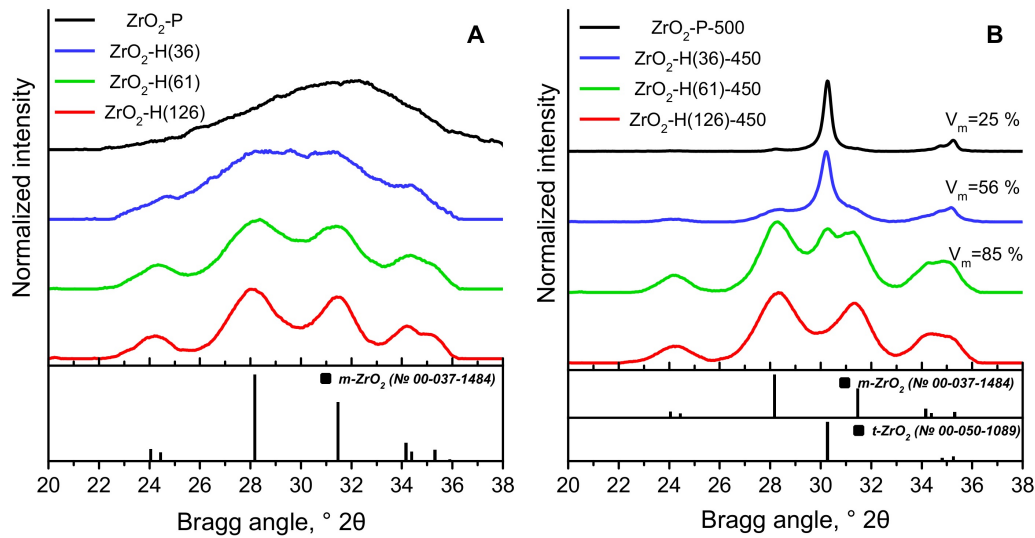 ZrO2-P
A
ZrO2-H(36)
ZrO2-H(61)
ZrO2-H(126)
Normalized intensity
m-ZrO2 (№ 00-037-1484)
20 22 24 26 28 30 32 34 36 38
Bragg angle, ° 2θ
ZrO2-P-500
B
ZrO2-H(36)-450
ZrO2-H(61)-450
ZrO2-H(126)-450
Vm=25 %
Vm=56 %
Vm=85 %
Normalized intensity
m-ZrO2 (№ 00-037-1484)
t-ZrO2 (№ 00-050-1089)
20 22 24 26 28 30 32 34 36 38
Bragg angle, ° 2θ